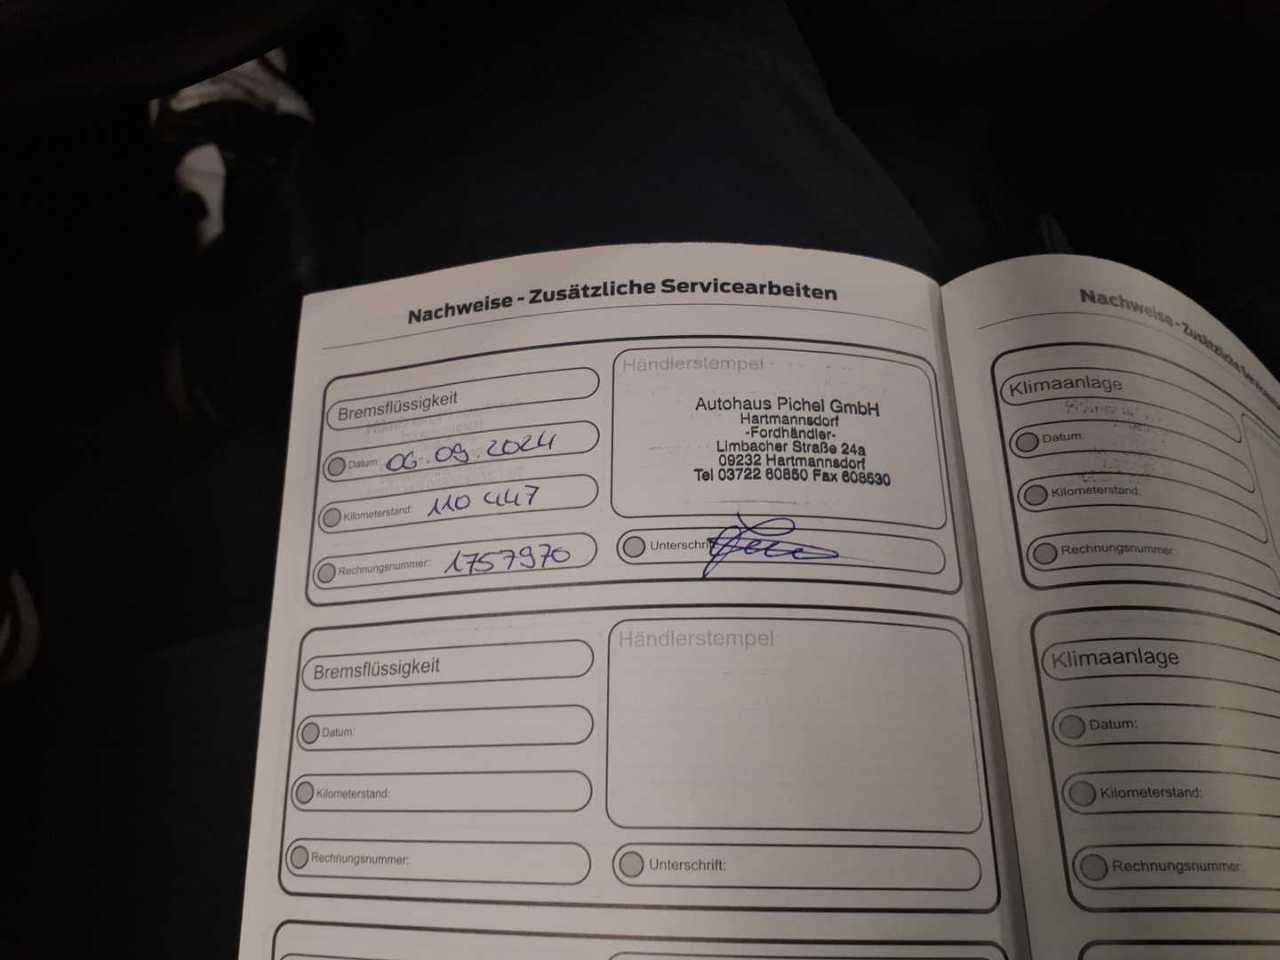 Nachweise - Zusätzliche Servicearbeiten
Bremsflüssigkeit
Datum: 06.09.2024
Kilometerstand: 110 447
Rechnungsnummer: 1757970
Händlerstempel
Autohaus Pichel GmbH
Hartmannsdorf
-Fordhändler-
Limbacher Straße 24a
09232 Hartmannsdorf
Tel 03722 60850 Fax 608530
Bremsflüssigkeit
Datum:
Kilometerstand:
Rechnungsnummer:
Händlerstempel
Unterschrift:
Nachweise - Zusätzliche
Klimaanlage
Datum:
Kilometerstand:
Rechnungsnummer:
Klimaanlage
Datum:
Kilometerstand:
Rechnungsnummer: